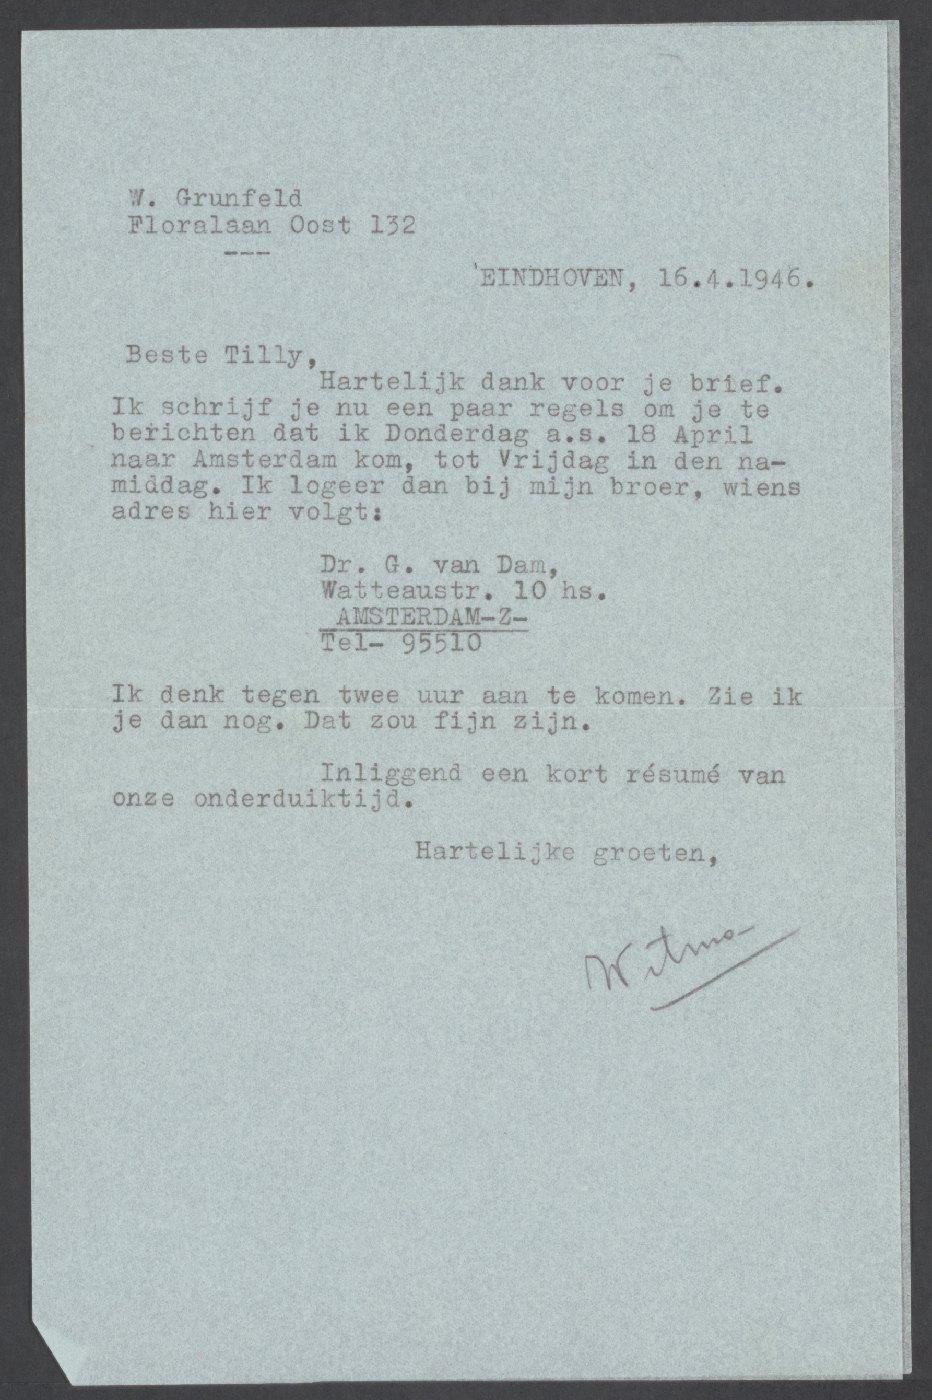 W. Grunfeld
Floralaan Oost 132
---
'EINDHOVEN, 16.4.1946.
Beste Tilly,
Hartelijk dank voor je brief.
Ik schrijf je nu een paar regels om je te
berichten dat ik Donderdag a.s. 18 April
naar Amsterdam kom, tot Vrijdag in den na-
middag. Ik logeer dan bij mijn broer, wiens
adres hier volgt:
Dr. G. van Dam,
Watteaustr. 10 hs.
AMSTERDAM-Z-
Tel- 95510
Ik denk tegen twee uur aan te komen. Zie ik
je dan nog. Dat zou fijn zijn.
Inliggend een kort résumé van
onze onderduiktijd.
Hartelijke groeten,
Wilma